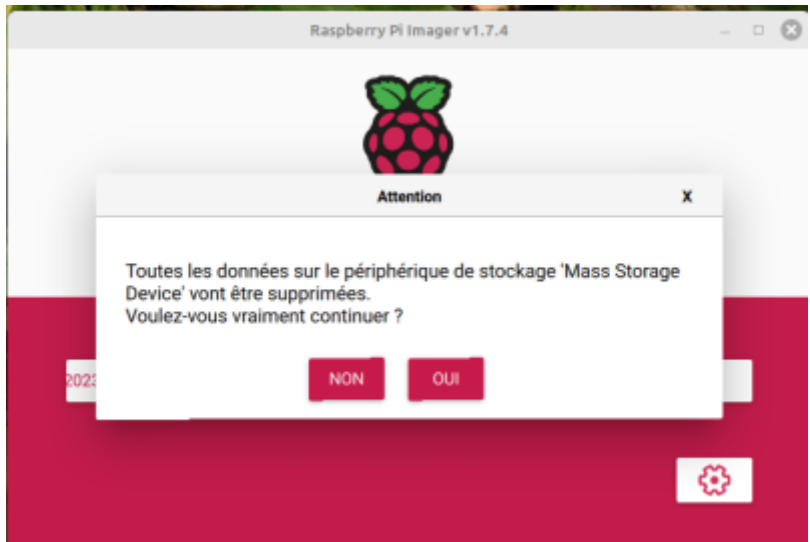 Raspberry Pi Imager v1.7.4
Attention
X
Toutes les données sur le périphérique de stockage 'Mass Storage
Device' vont être supprimées.
Voulez-vous vraiment continuer ?
2023
NON
OUI